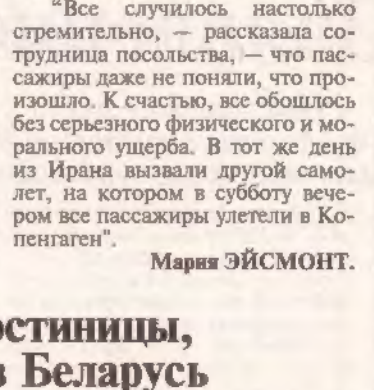 “Все случилось настолько
стремительно, — рассказала со-
трудница посольства, — что пас-
сажиры даже не поняли, что про-
изошло. К счастью, все обошлось
без серьезного физического и мо-
рального ущерба. В тот же день
из Ирана вызвали другой само-
лет, на котором в субботу вече-
ром все пассажиры улетели в Ко-
пенгаген".
Мария ЭЙСМОНТ.
остиницы,
в Беларусь